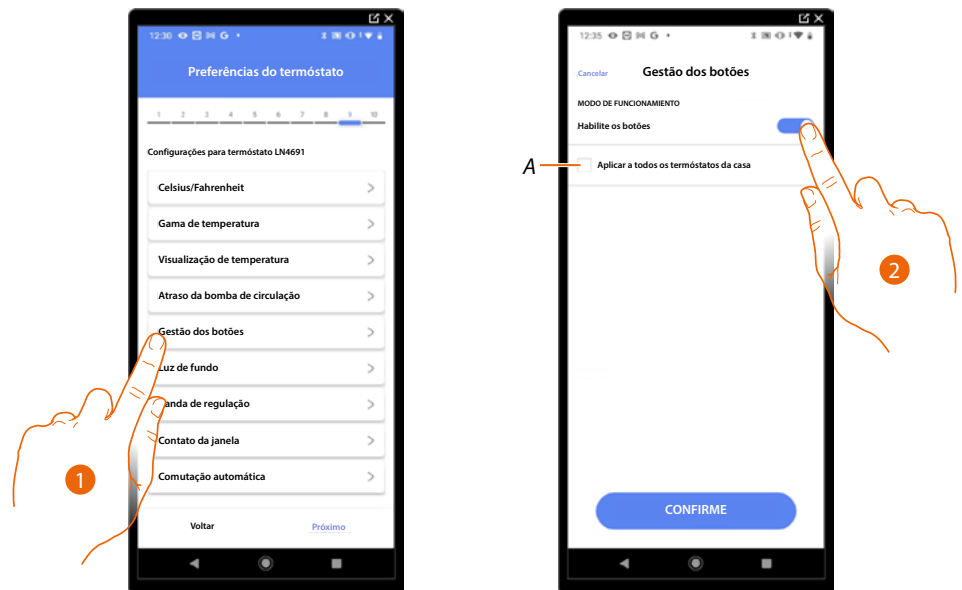 12:30 G
Preferências do termóstato
1 2 3 4 5 6 7 8 9 10
Configurações para termóstato LN4691
Celsius/Fahrenheit
Gama de temperatura
Visualização de temperatura
Atraso da bomba de circulação
Gestão dos botões
Luz de fundo
anda de regulação
Contato da janela
Comutação automática
Voltar Próximo
1
12:35 G
Cancelar Gestão dos botões
MODO DE FUNCIONAMIENTO
Habilite os botões
A
Aplicar a todos os termóstatos da casa
2
CONFIRME